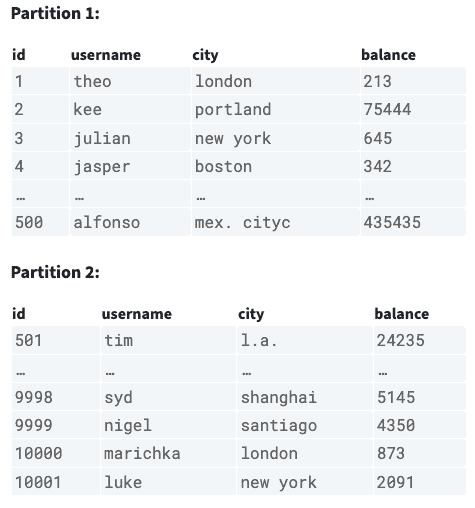 Partition 1:
id username city balance
1 theo london 213
2 kee portland 75444
3 julian new york 645
4 jasper boston 342
… … … …
500 alfonso mex. cityc 435435
Partition 2:
id username city balance
501 tim l.a. 24235
… … … …
9998 syd shanghai 5145
9999 nigel santiago 4350
10000 marichka london 873
10001 luke new york 2091